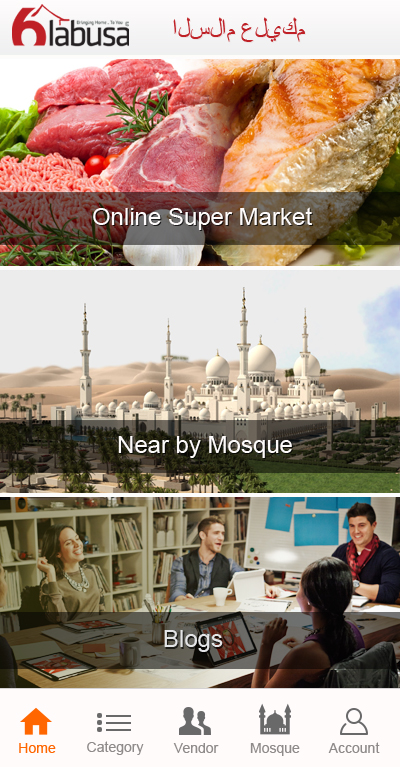 Bringing Home.. To You
6labusa
السلام عليكم
Online Super Market
Near by Mosque
Blogs
Home Category Vendor Mosque Account